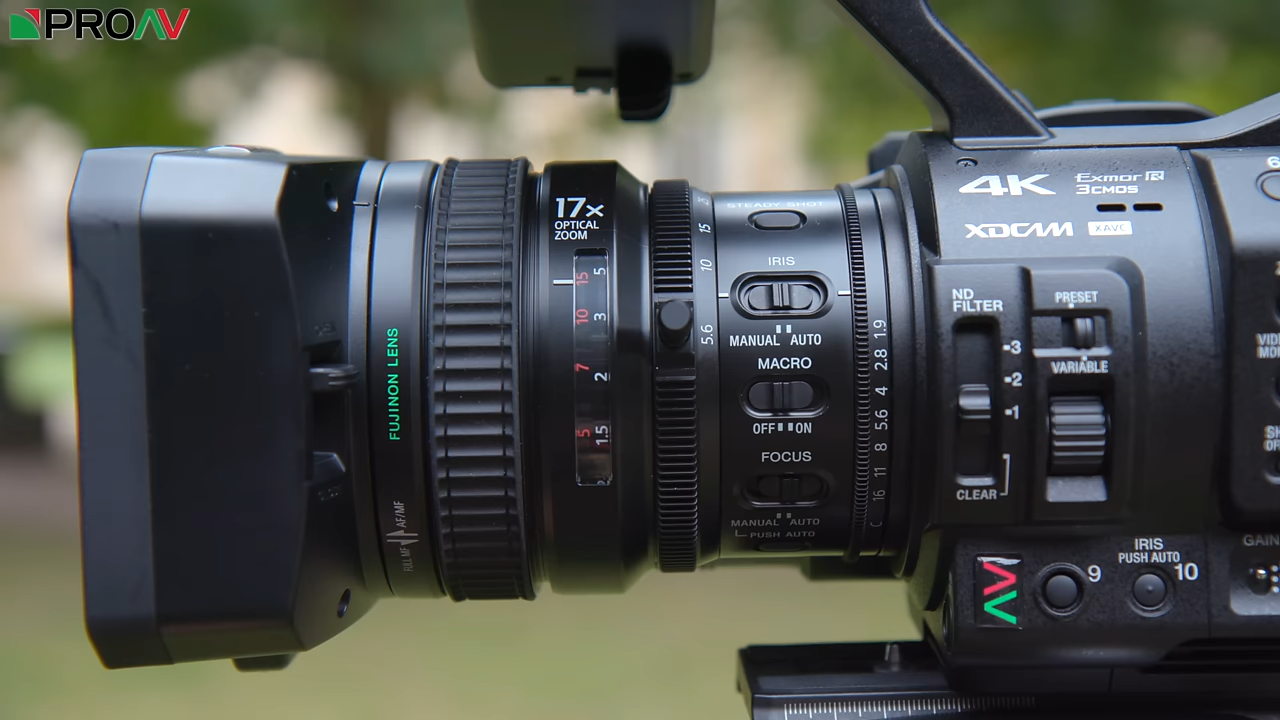 PROAV
17x
OPTICAL
ZOOM
FUJINON LENS
FULL MF
AF/MF
15
10
7
5
5
3
2
1.5
15
10
5.6
STEADY SHOT
IRIS
MANUAL AUTO
MACRO
OFF ON
FOCUS
MANUAL AUTO
PUSH AUTO
1.9
2.8
4
5.6
8
11
16
C
4K
Exmor R
3CMOS
XDCAM
XAVC
ND
FILTER
3
2
1
CLEAR
PRESET
VARIABLE
AV
9
IRIS
PUSH AUTO
10
GAIN
6